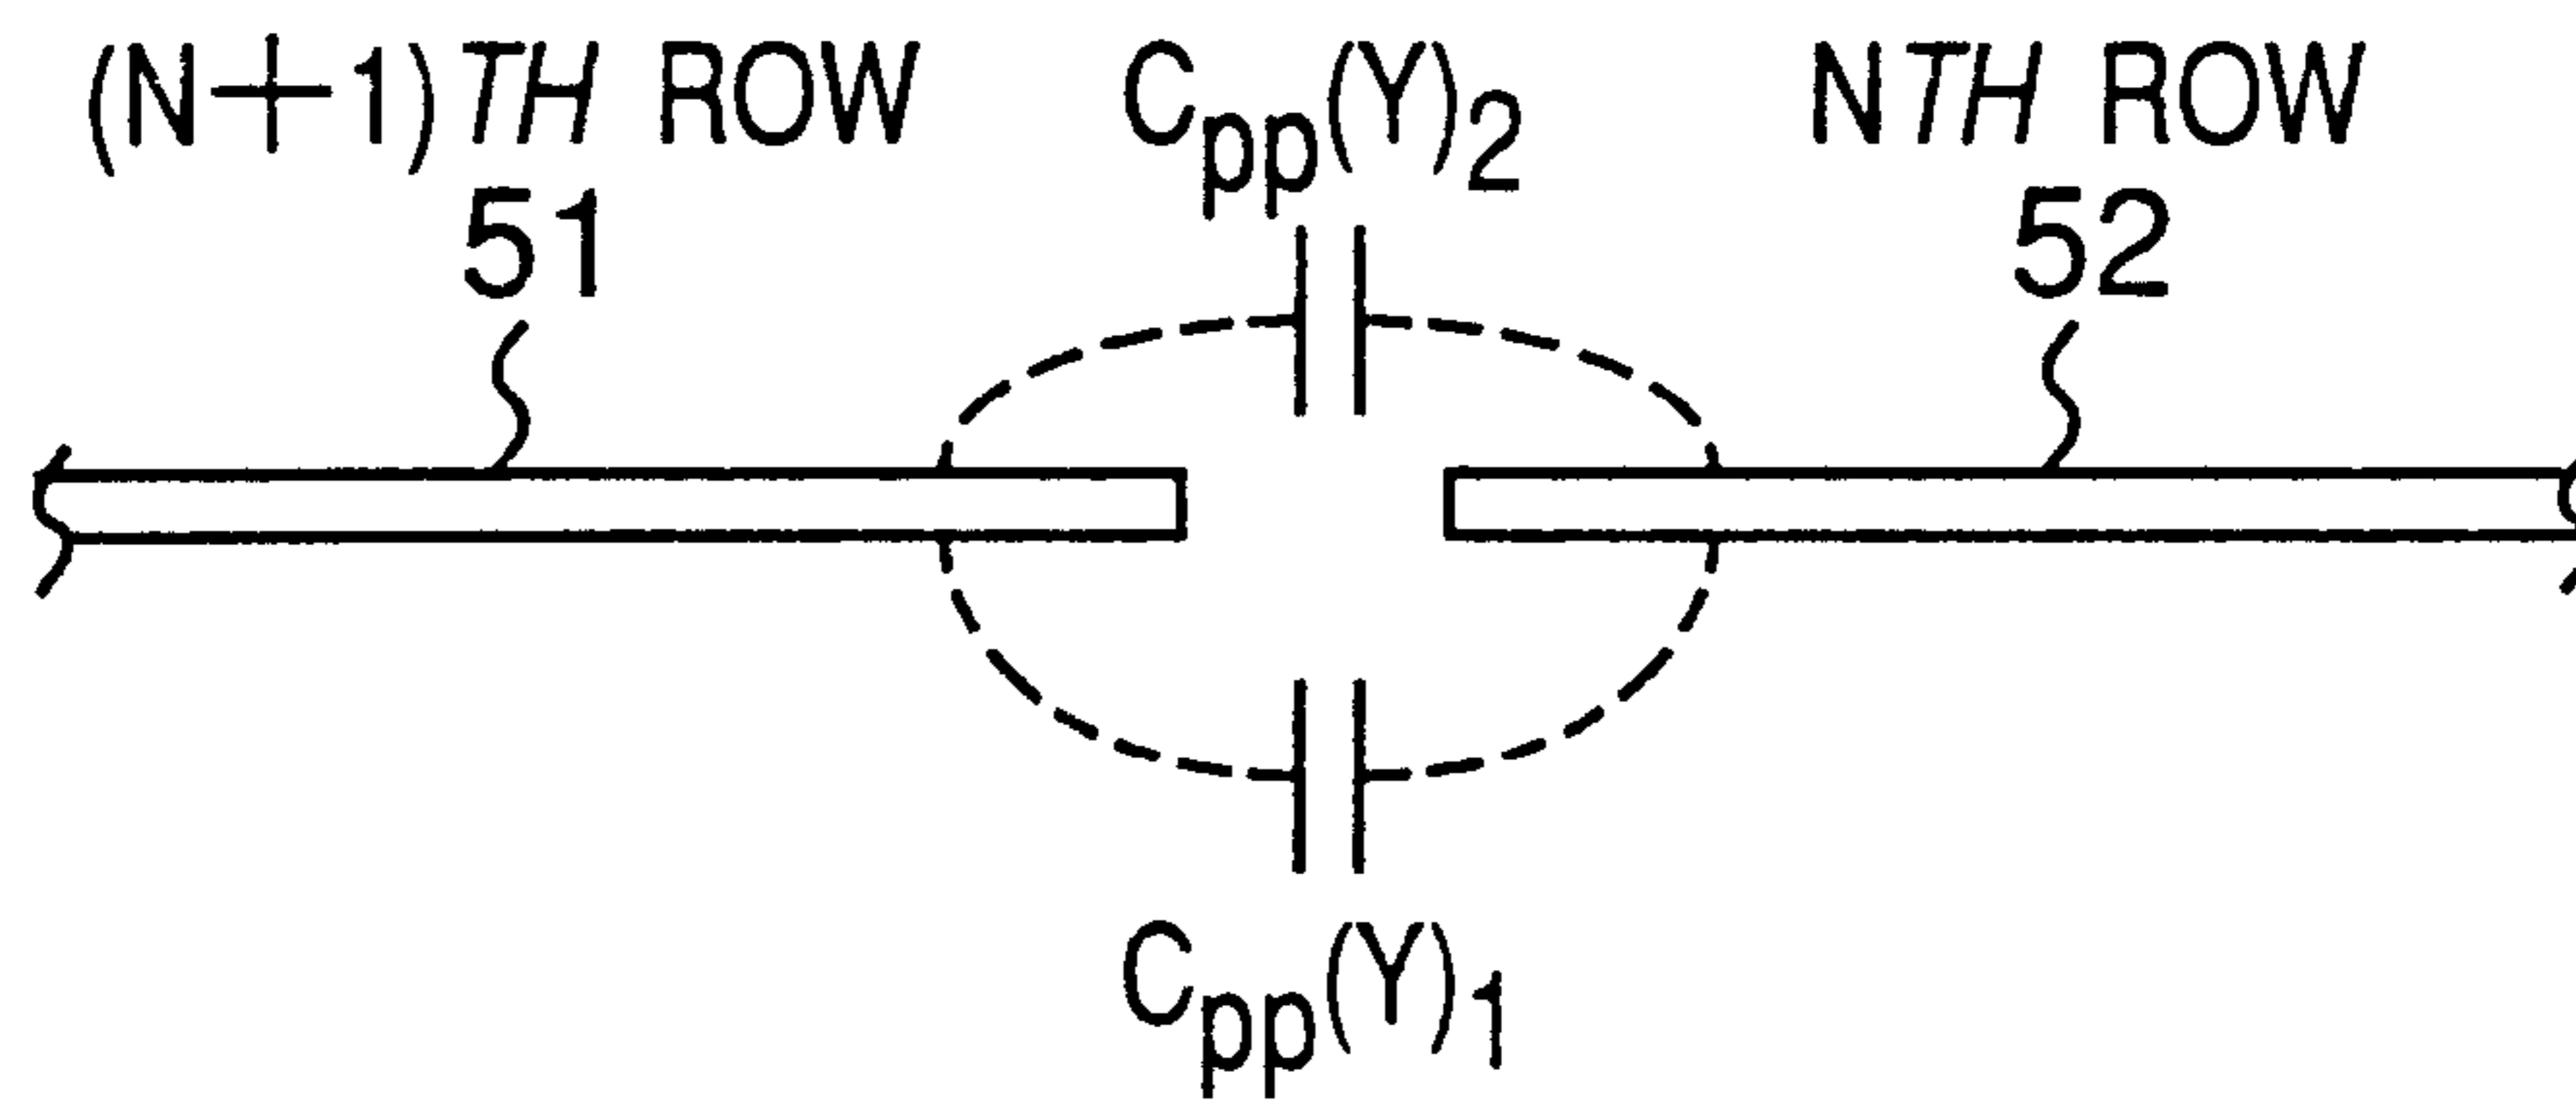 (N+1)TH ROW
51
Cpp(Y)2
NTH ROW
52
Cpp(Y)1